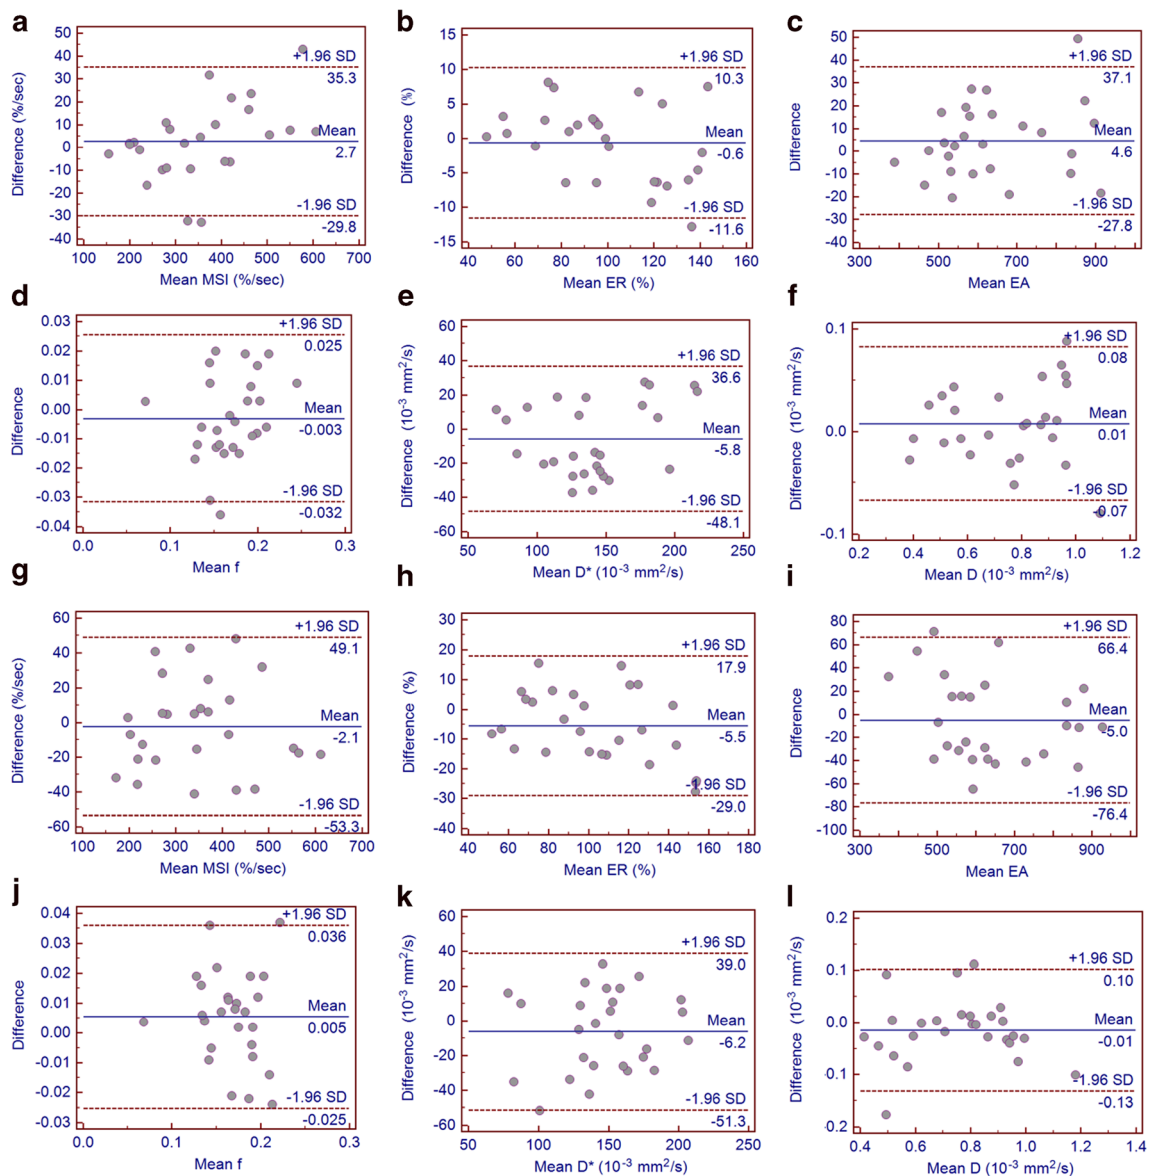 a
50
40
30
20
10
0
-10
-20
-30
-40
Difference (%/sec)
+1.96 SD
35.3
Mean
2.7
-1.96 SD
-29.8
100 200 300 400 500 600 700
Mean MSI (%/sec)
b
15
10
5
0
-5
-10
-15
Difference (%)
+1.96 SD
10.3
Mean
-0.6
-1.96 SD
-11.6
40 60 80 100 120 140 160
Mean ER (%)
c
50
40
30
20
10
0
-10
-20
-30
-40
Difference
+1.96 SD
37.1
Mean
4.6
-1.96 SD
-27.8
300 500 700 900
Mean EA
d
0.03
0.02
0.01
0.00
-0.01
-0.02
-0.03
-0.04
Difference
+1.96 SD
0.025
Mean
-0.003
-1.96 SD
-0.032
0.0 0.1 0.2 0.3
Mean f
e
60
40
20
0
-20
-40
-60
Difference (10⁻³ mm²/s)
+1.96 SD
36.6
Mean
-5.8
-1.96 SD
-48.1
50 100 150 200 250
Mean D* (10⁻³ mm²/s)
f
0.1
0.0
-0.1
Difference (10⁻³ mm²/s)
+1.96 SD
0.08
Mean
0.01
-1.96 SD
-0.07
0.2 0.4 0.6 0.8 1.0 1.2
Mean D (10⁻³ mm²/s)
g
60
40
20
0
-20
-40
-60
Difference (%/sec)
+1.96 SD
49.1
Mean
-2.1
-1.96 SD
-53.3
100 200 300 400 500 600 700
Mean MSI (%/sec)
h
30
20
10
0
-10
-20
-30
-40
Difference (%)
+1.96 SD
17.9
Mean
-5.5
-1.96 SD
-29.0
40 60 80 100 120 140 160 180
Mean ER (%)
i
80
60
40
20
0
-20
-40
-60
-80
-100
Difference
+1.96 SD
66.4
Mean
-5.0
-1.96 SD
-76.4
300 500 700 900
Mean EA
j
0.04
0.03
0.02
0.01
0.00
-0.01
-0.02
-0.03
Difference
+1.96 SD
0.036
Mean
0.005
-1.96 SD
-0.025
0.0 0.1 0.2 0.3
Mean f
k
60
40
20
0
-20
-40
-60
Difference (10⁻³ mm²/s)
+1.96 SD
39.0
Mean
-6.2
-1.96 SD
-51.3
50 100 150 200 250
Mean D* (10⁻³ mm²/s)
l
0.2
0.1
0.0
0.1
0.2
Difference (10⁻³ mm²/s)
+1.96 SD
0.10
Mean
-0.01
-1.96 SD
-0.13
0.4 0.6 0.8 1.0 1.2 1.4
Mean D (10⁻³ mm²/s)